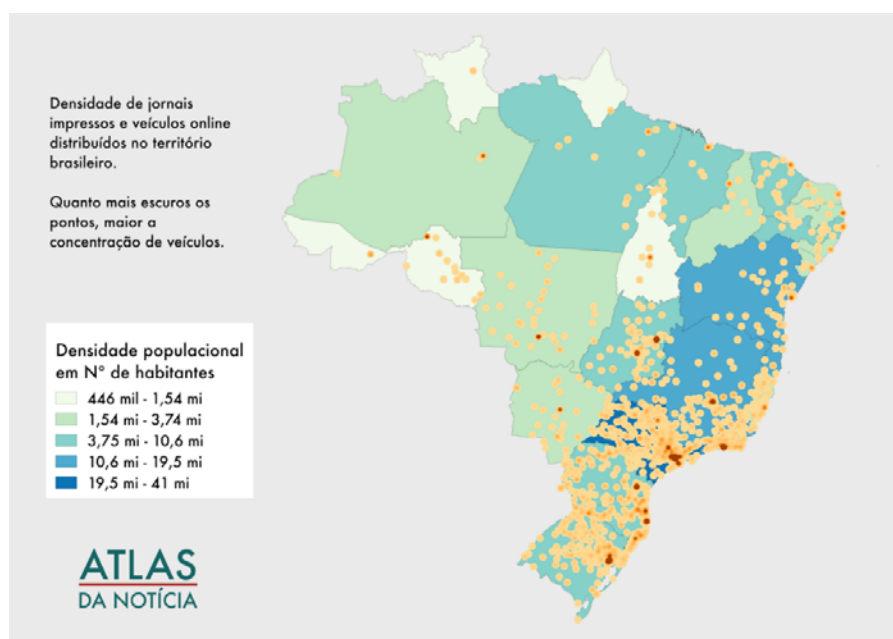 Densidade de jornais
impressos e veículos online
distribuídos no território
brasileiro.
Quanto mais escuros os
pontos, maior a
concentração de veículos.
Densidade populacional
em Nº de habitantes
446 mil - 1,54 mi
1,54 mi - 3,74 mi
3,75 mi - 10,6 mi
10,6 mi - 19,5 mi
19,5 mi - 41 mi
ATLAS
DA NOTÍCIA